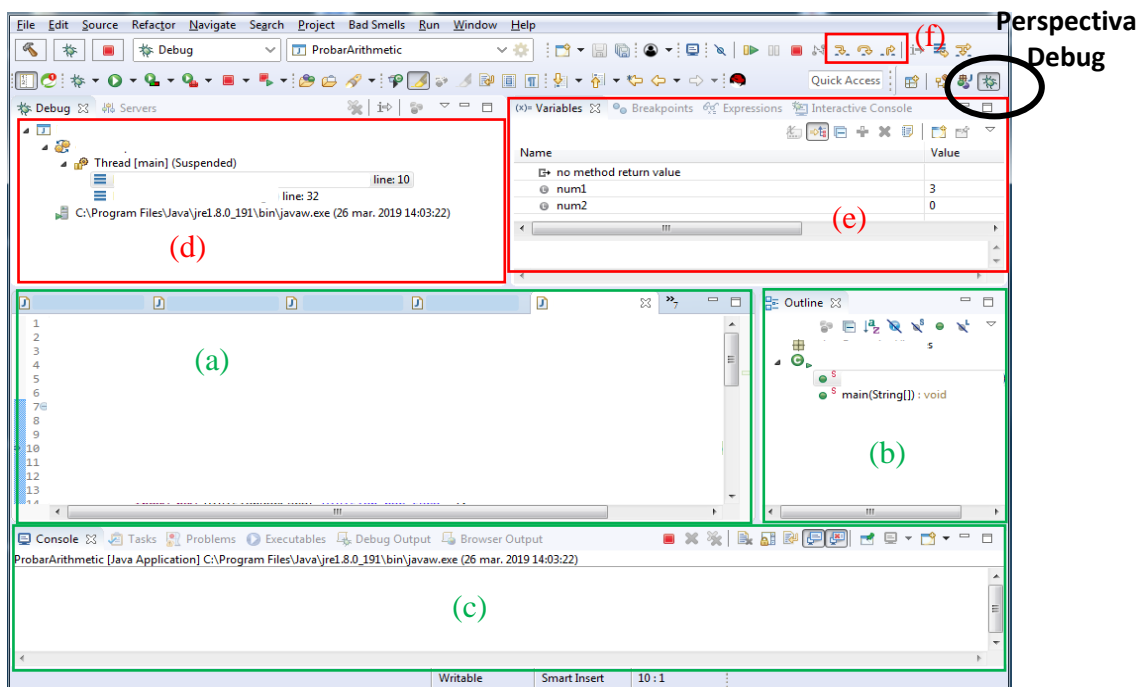 Perspectiva
Debug
File Edit Source Refactor Navigate Search Project Bad Smells Run Window Help
(f)
Debug
ProbarArithmetic
Quick Access
Debug
Servers
(x)= Variables
Breakpoints
Expressions
Interactive Console
Thread [main] (Suspended)
line: 10
line: 32
C:\Program Files\Java\jre1.8.0_191\bin\javaw.exe (26 mar. 2019 14:03:22)
(d)
Name Value
no method return value
num1 3
num2 0
(e)
»7
Outline
1
2
3
4
5
6
7
8
9
10
11
12
13
14
(a)
s
main(String[]) : void
(b)
Console
Tasks
Problems
Executables
Debug Output
Browser Output
ProbarArithmetic [Java Application] C:\Program Files\Java\jre1.8.0_191\bin\javaw.exe (26 mar. 2019 14:03:22)
(c)
Writable
Smart Insert
10 : 1